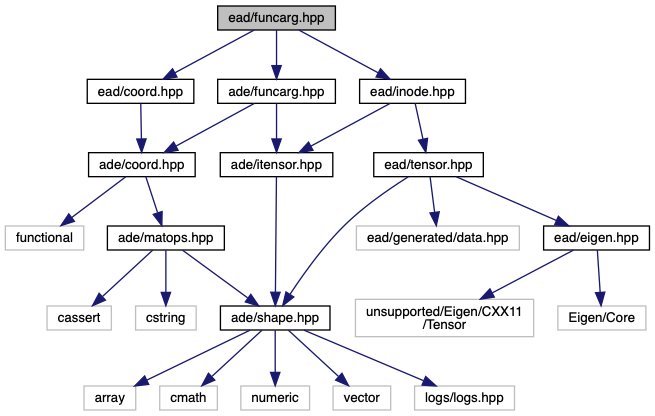 ead/funcarg.hpp
ead/coord.hpp
ade/funcarg.hpp
ead/inode.hpp
ade/coord.hpp
ade/itensor.hpp
ead/tensor.hpp
functional
ade/matops.hpp
ead/generated/data.hpp
ead/eigen.hpp
cassert
cstring
ade/shape.hpp
unsupported/Eigen/CXX11
/Tensor
Eigen/Core
array
cmath
numeric
vector
logs/logs.hpp